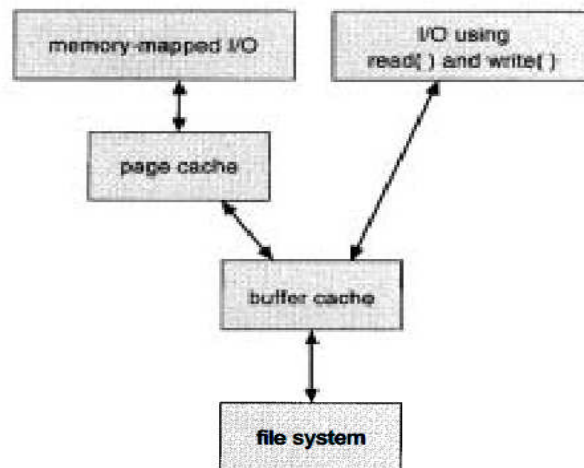 memory-mapped I/O
I/O using
read( ) and write( )
page cache
buffer cache
file system